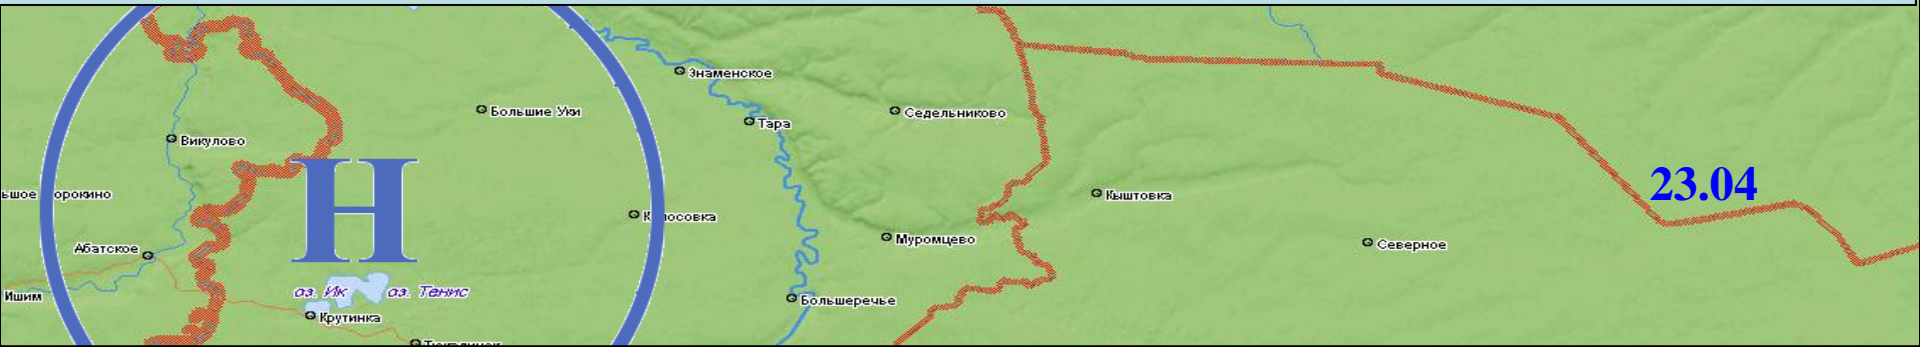 Знаменское
Большие Уки
Седельниково
Тара
Викулово
23.04
Н
Кыштовка
Абатское
Муромцево
Северное
оз. Ик
оз. Тенис
Ишим
Большеречье
Крутинка